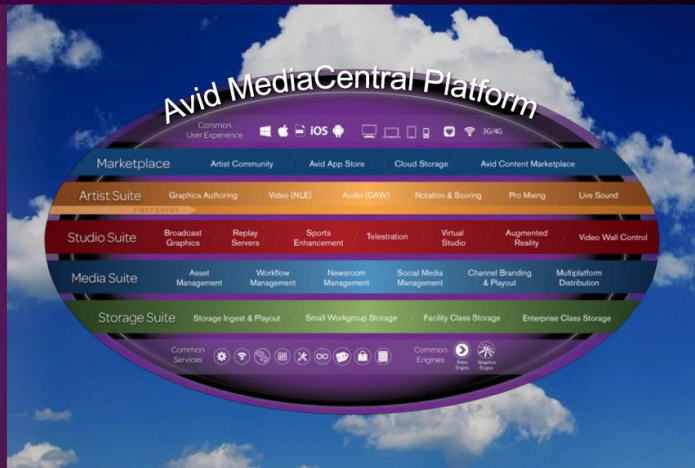 Avid MediaCentral Platform
Common
User Experience
iOS
3G/4G
Marketplace Artist Community Avid App Store Cloud Storage Avid Content Marketplace
Artist Suite Graphics Authoring Video (NLE) Audio (DAW) Notation & Scoring Pro Mixing Live Sound
FIRST ENTRY
Studio Suite Broadcast Graphics Replay Servers Sports Enhancement Telestration Virtual Studio Augmented Reality Video Wall Control
Media Suite Asset Management Workflow Management Newsroom Management Social Media Management Channel Branding & Playout Multiplatform Distribution
Storage Suite Storage Ingest & Playout Small Workgroup Storage Facility Class Storage Enterprise Class Storage
Common
Services
Common
Engines
Video
Engine
Graphics
Engine